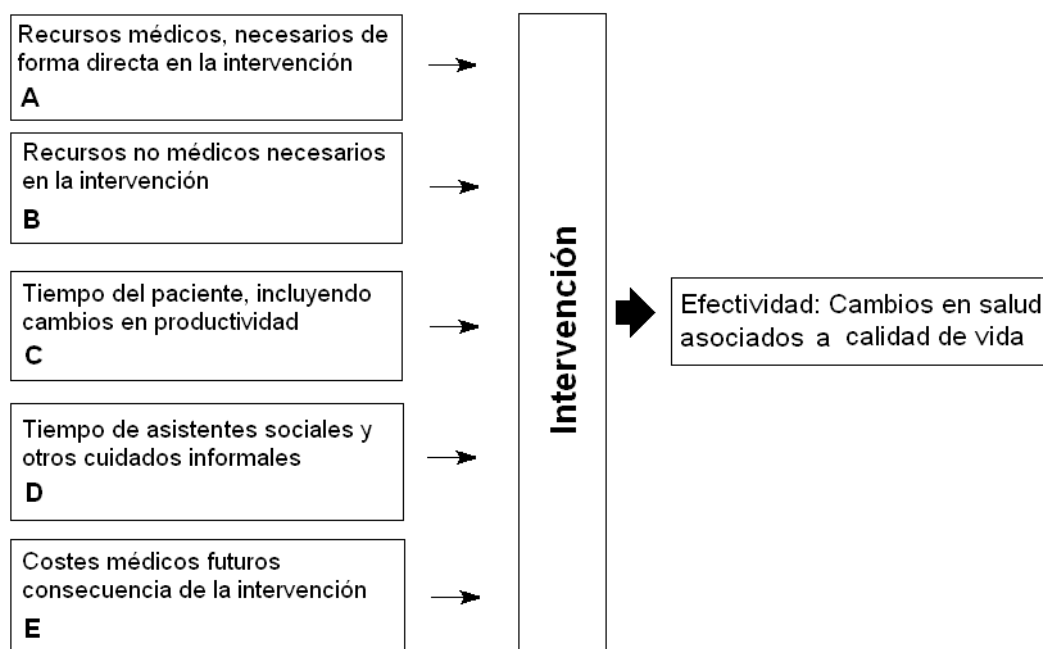 Recursos médicos, necesarios de
forma directa en la intervención
A
Recursos no médicos necesarios
en la intervención
B
Tiempo del paciente, incluyendo
cambios en productividad
C
Tiempo de asistentes sociales y
otros cuidados informales
D
Costes médicos futuros
consecuencia de la intervención
E
Intervención
Efectividad: Cambios en salud
asociados a calidad de vida